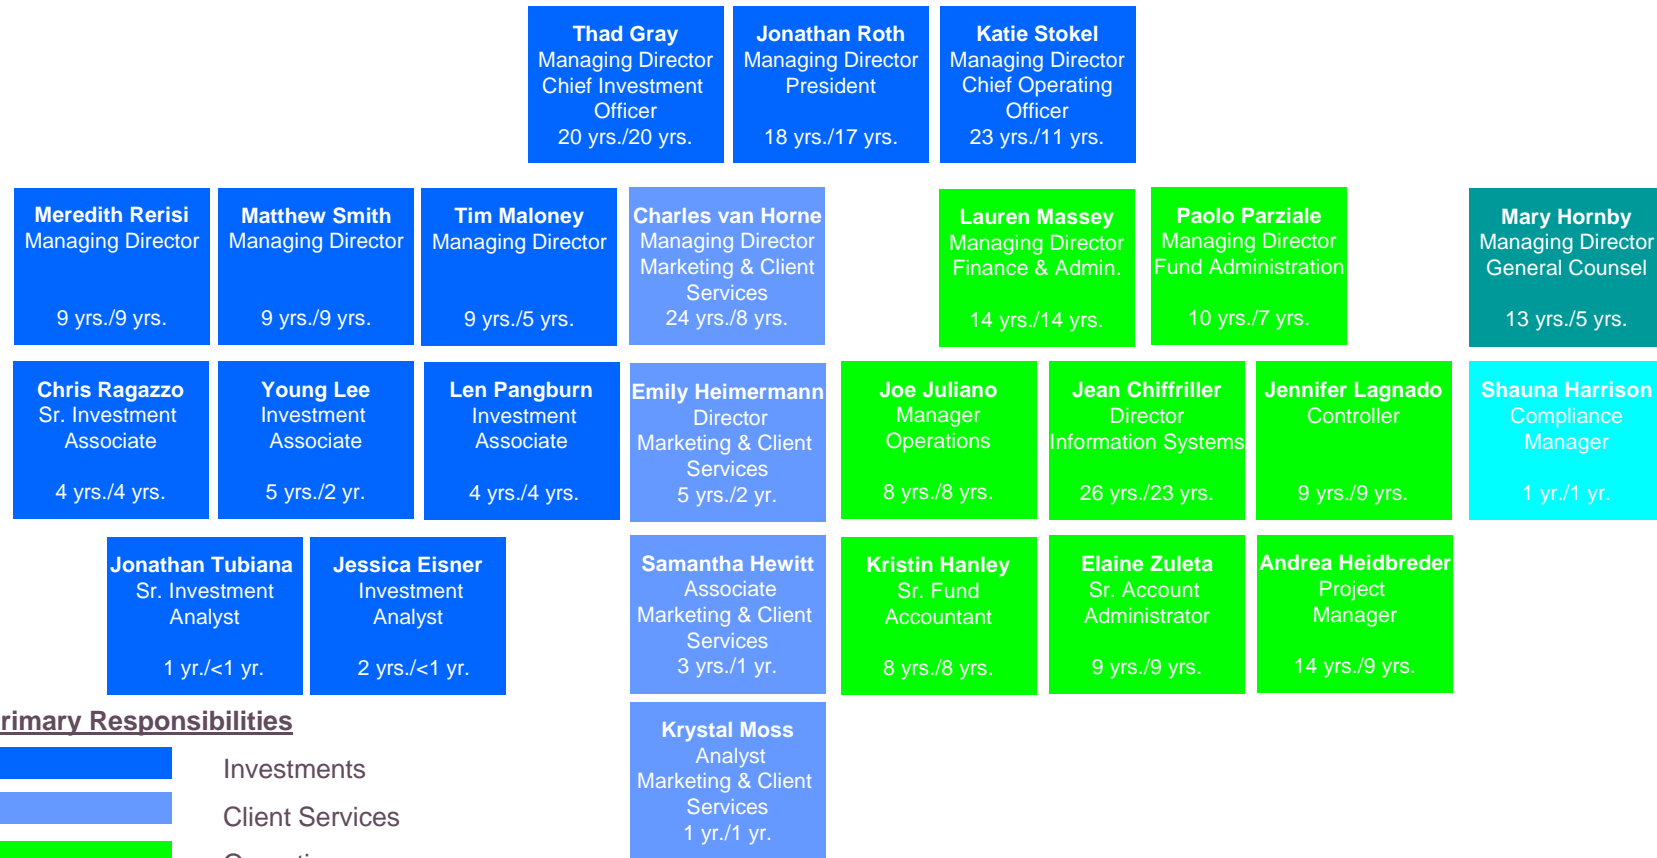 Thad Gray
Managing Director
Chief Investment
Officer
20 yrs./20 yrs.
Jonathan Roth
Managing Director
President
18 yrs./17 yrs.
Katie Stokel
Managing Director
Chief Operating
Officer
23 yrs./11 yrs.
Meredith Rerisi
Managing Director
9 yrs./9 yrs.
Matthew Smith
Managing Director
9 yrs./9 yrs.
Tim Maloney
Managing Director
9 yrs./5 yrs.
Charles van Horne
Managing Director
Marketing & Client
Services
24 yrs./8 yrs.
Lauren Massey
Managing Director
Finance & Admin.
14 yrs./14 yrs.
Paolo Parziale
Managing Director
Fund Administration
10 yrs./7 yrs.
Mary Hornby
Managing Director
General Counsel
13 yrs./5 yrs.
Chris Ragazzo
Sr. Investment
Associate
4 yrs./4 yrs.
Young Lee
Investment
Associate
5 yrs./2 yr.
Len Pangburn
Investment
Associate
4 yrs./4 yrs.
Emily Heimermann
Director
Marketing & Client
Services
5 yrs./2 yr.
Joe Juliano
Manager
Operations
8 yrs./8 yrs.
Jean Chiffriller
Director
Information Systems
26 yrs./23 yrs.
Jennifer Lagnado
Controller
9 yrs./9 yrs.
Shauna Harrison
Compliance
Manager
1 yr./1 yr.
Jonathan Tubiana
Sr. Investment
Analyst
1 yr./<1 yr.
Jessica Eisner
Investment
Analyst
2 yrs./<1 yr.
Samantha Hewitt
Associate
Marketing & Client
Services
3 yrs./1 yr.
Kristin Hanley
Sr. Fund
Accountant
8 yrs./8 yrs.
Elaine Zuleta
Sr. Account
Administrator
9 yrs./9 yrs.
Andrea Heidbreder
Project
Manager
14 yrs./9 yrs.
Krystal Moss
Analyst
Marketing & Client
Services
1 yr./1 yr.
rimary Responsibilities
Investments
Client Services